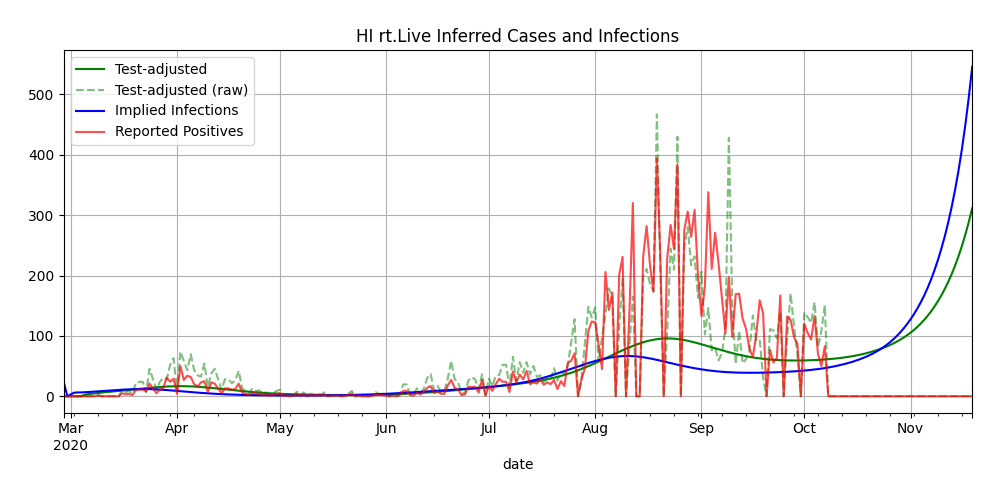 HI rt.Live Inferred Cases and Infections
Test-adjusted
Test-adjusted (raw)
Implied Infections
Reported Positives
500
400
300
200
100
0
Mar Apr May Jun Jul Aug Sep Oct Nov
2020
date